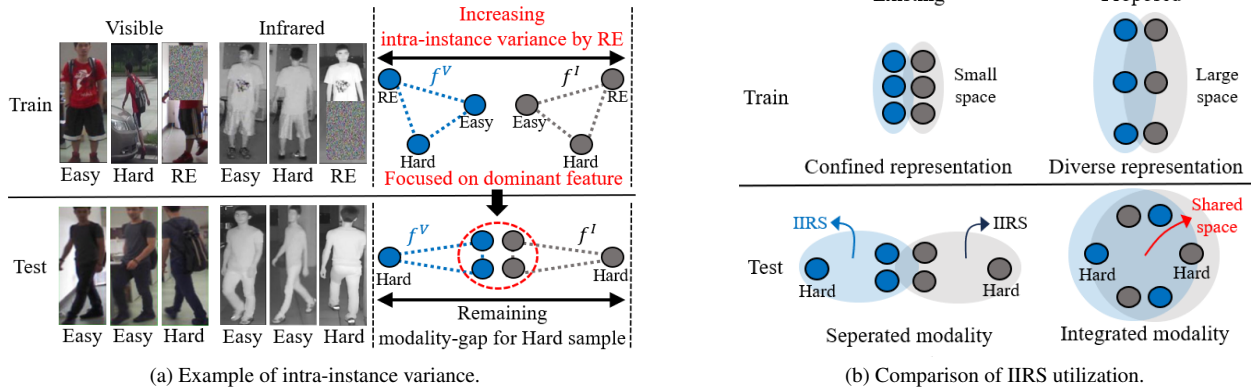 Visible
Infrared
Train
Easy
Hard
RE
Easy
Hard
RE
Increasing
intra-instance variance by RE
f^V
f^I
RE
Easy
Hard
Easy
RE
Hard
Focused on dominant feature
Test
Easy
Easy
Hard
Easy
Easy
Hard
f^V
f^I
Hard
Hard
Remaining
modality-gap for Hard sample
(a) Example of intra-instance variance.
Train
Small
space
Large
space
Confined representation
Diverse representation
Test
IIRS
IIRS
Hard
Hard
Seperated modality
Shared
space
Hard
Hard
Integrated modality
(b) Comparison of IIRS utilization.